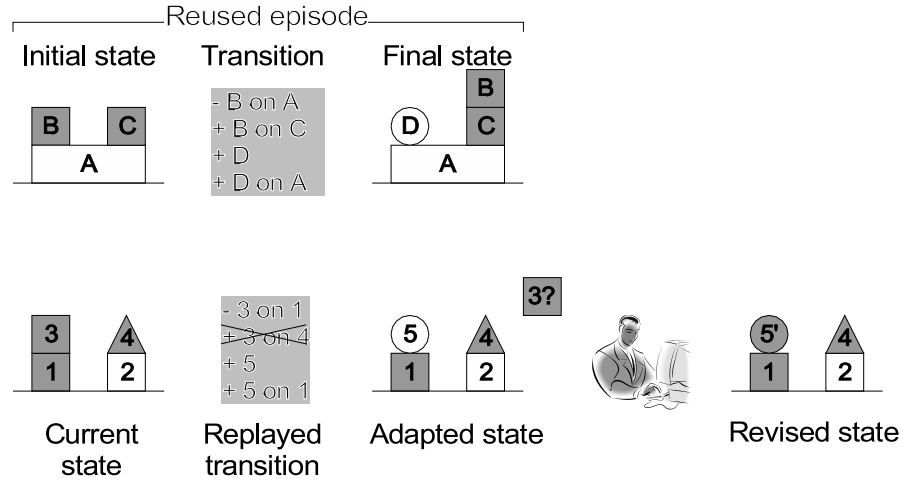 Reused episode
Initial state Transition Final state
B C A
- B on A
+ B on C
+ D
+ D on A
B
D C
A
3 4
1 2
- 3 on 1
+ 3 on 4
+ 5
+ 5 on 1
3?
5 4
1 2
5' 4
1 2
Current state
Replayed transition
Adapted state
Revised state